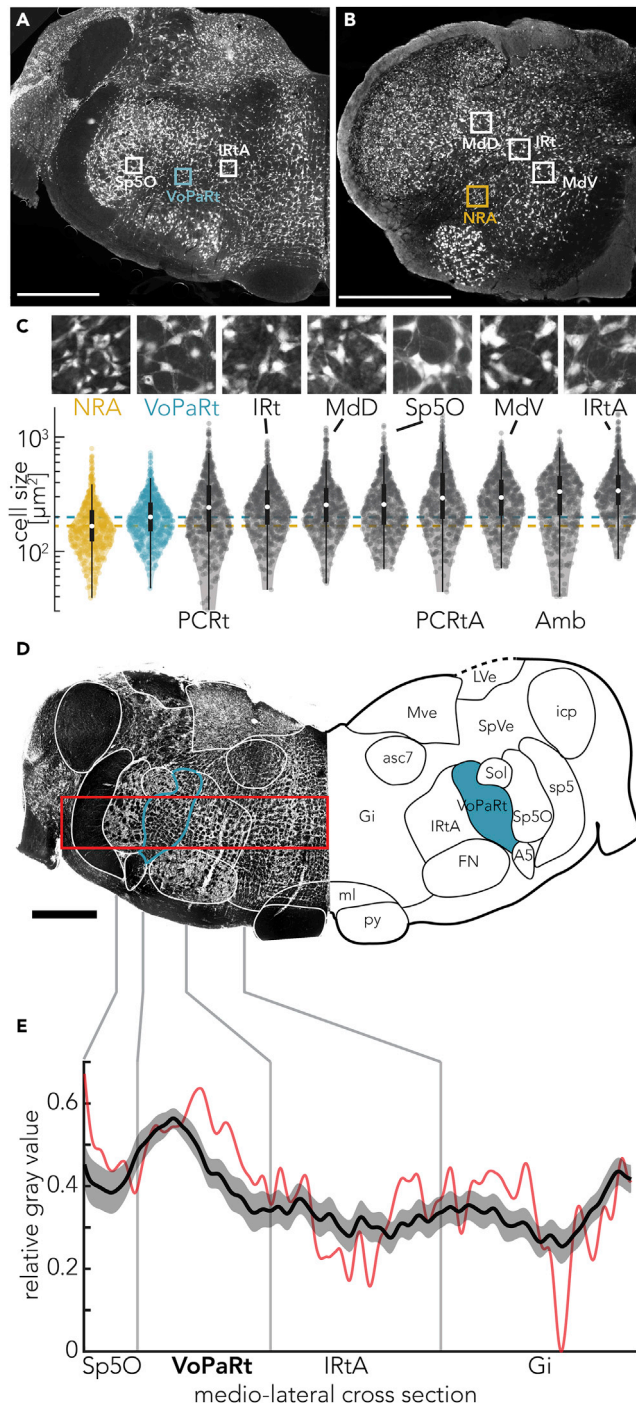 A
B
IRtA
Sp5O
VoPaRt
MdD
IRt
MdV
NRA
C
NRA VoPaRt IRt MdD Sp5O MdV IRtA
10³
10²
cell size
[µm²]
PCRt PCRtA Amb
D
LVe
Mve
SpVe
icp
asc7
Sol
sp5
Gi
VoPaRt
Sp5O
IRtA
FN
A5
ml
py
E
0.6
0.4
0.2
0
relative gray value
Sp5O VoPaRt IRtA Gi
medio-lateral cross section